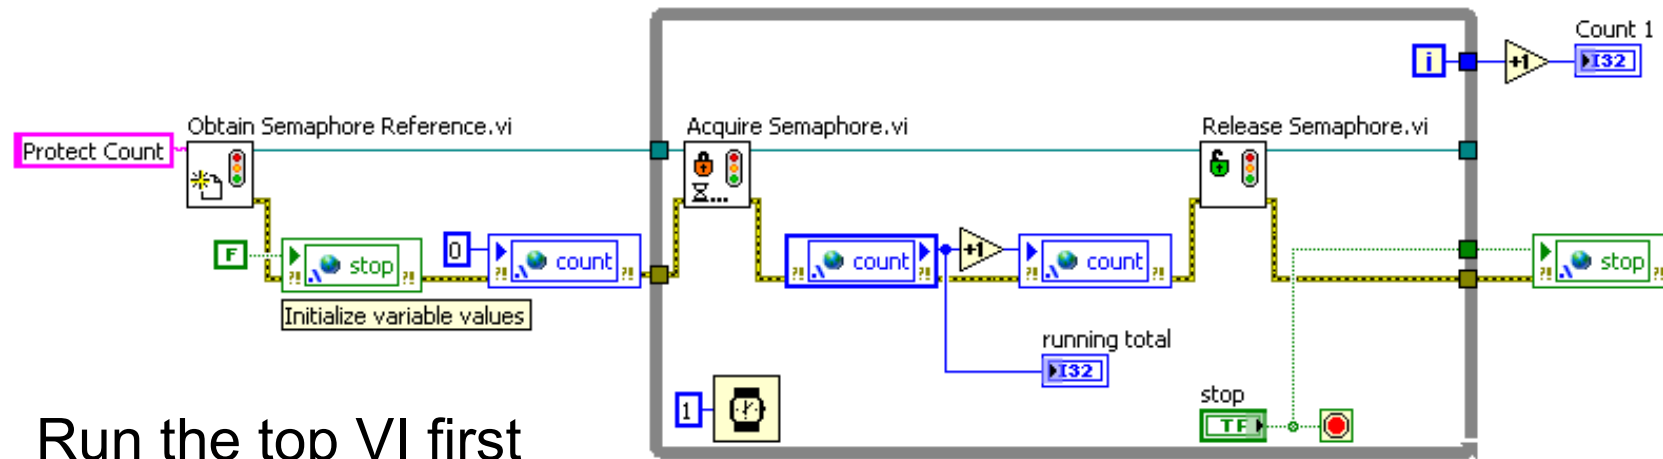 Count 1
i
+1
I32
Obtain Semaphore Reference.vi
Acquire Semaphore.vi
Release Semaphore.vi
Protect Count
F
stop
0
count
count
+1
count
stop
Initialize variable values
running total
I32
1
stop
TF
Run the top VI first